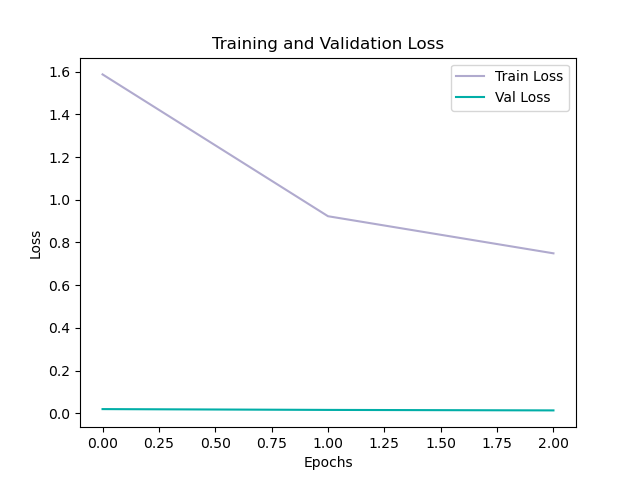 Training and Validation Loss
Train Loss
Val Loss
1.6
1.4
1.2
1.0
0.8
0.6
0.4
0.2
0.0
Loss
0.00 0.25 0.50 0.75 1.00 1.25 1.50 1.75 2.00
Epochs